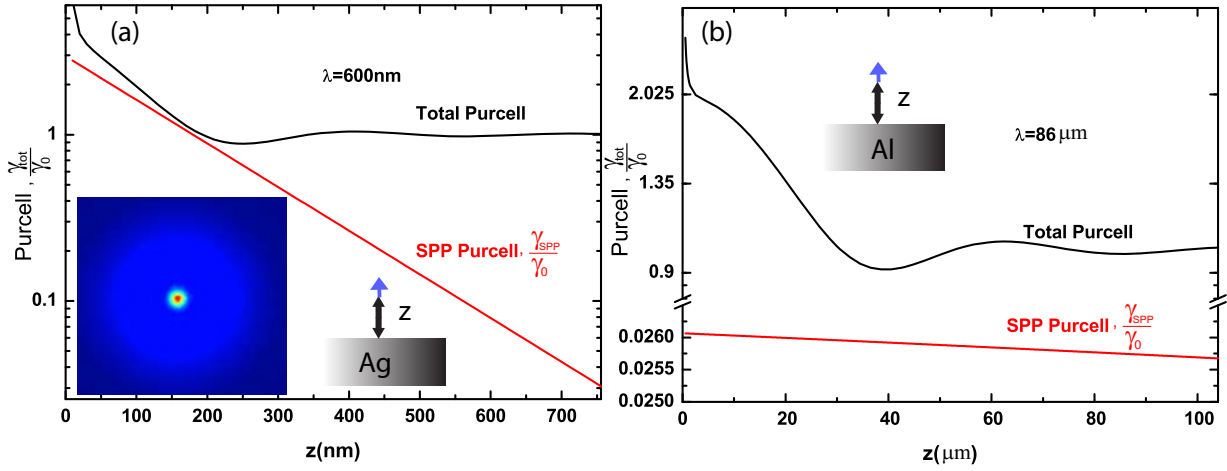 (a)
λ=600nm
Total Purcell
SPP Purcell, γSPP/γ0
z
Ag
Purcell , γtot/γ0
1
0.1
0 100 200 300 400 500 600 700
z(nm)
(b)
z
Al
λ=86 μm
Total Purcell
SPP Purcell , γSPP/γ0
Purcell , γtot/γ0
2.025
1.35
0.9
0.0260
0.0255
0.0250
0 20 40 60 80 100
z(μm)